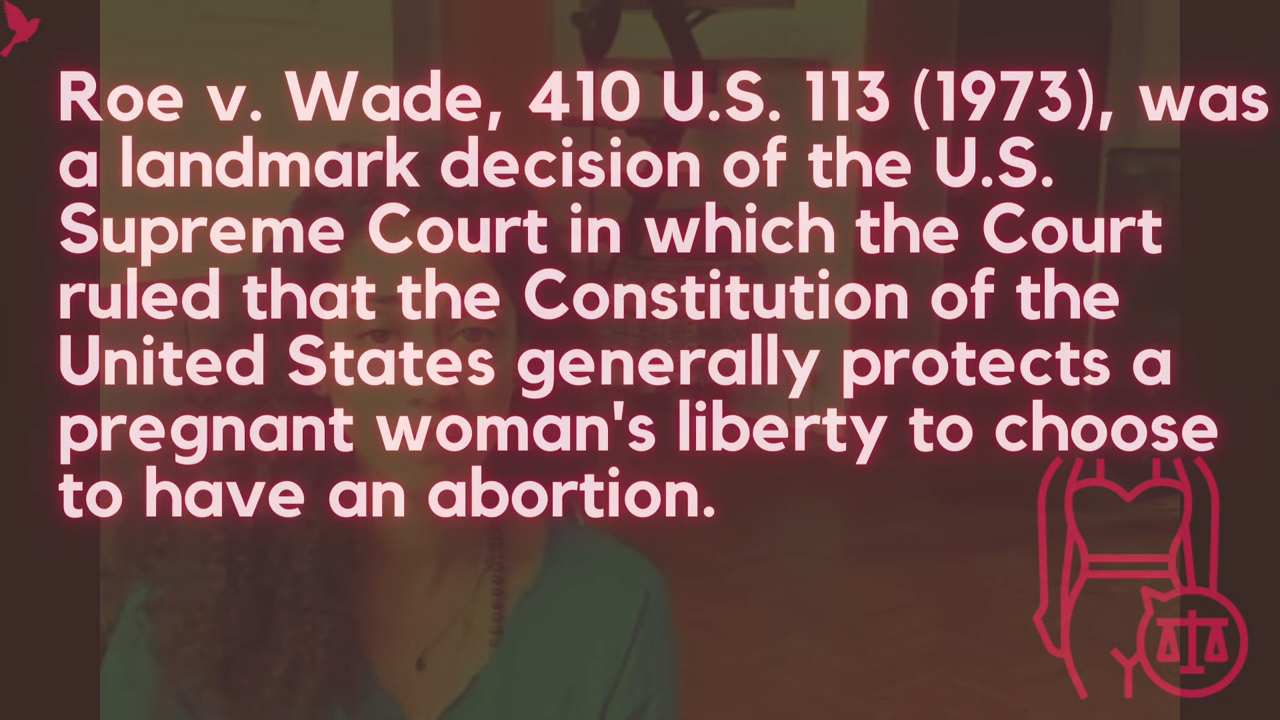 Roe v. Wade, 410 U.S. 113 (1973), was
a landmark decision of the U.S.
Supreme Court in which the Court
ruled that the Constitution of the
United States generally protects a
pregnant woman's liberty to choose
to have an abortion.